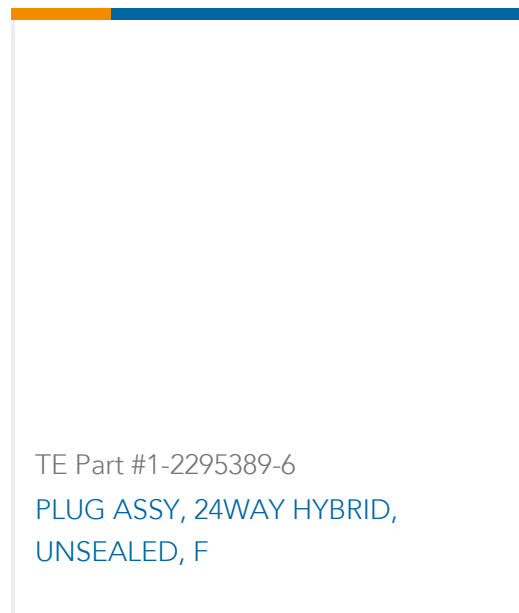 TE Part #1-2295389-6
PLUG ASSY, 24WAY HYBRID,
UNSEALED, F